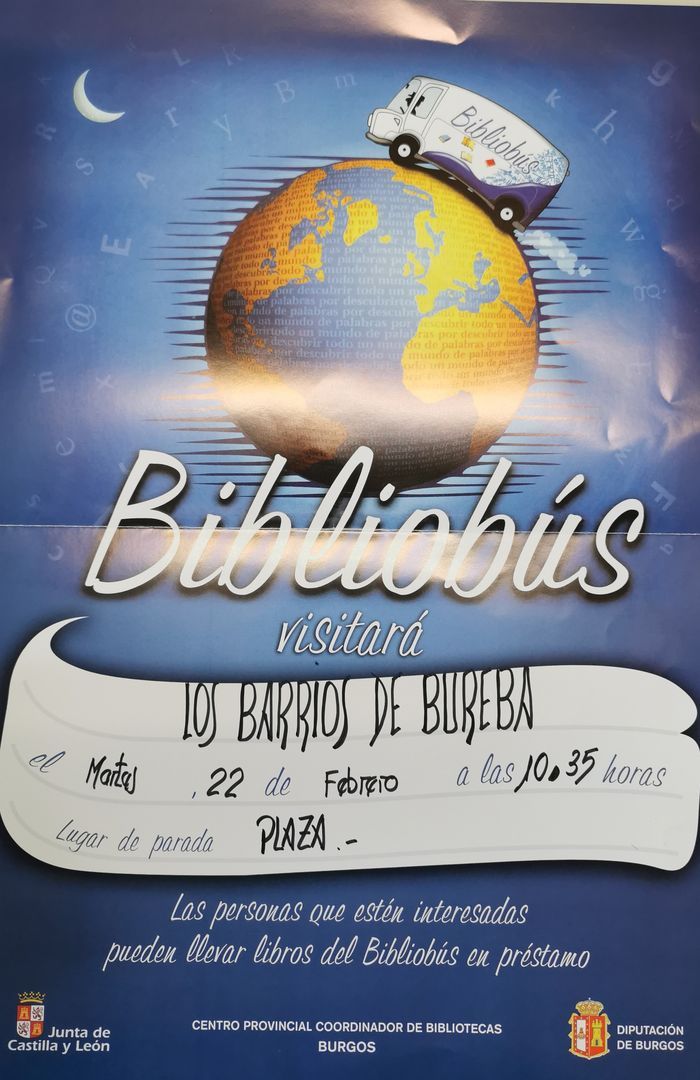 Bibliobús
Bibliobús
visitará
LOS BARRIOS DE BUREBA
el Martes , 22 de Febrero a las 10.35 horas
Lugar de parada PLAZA.-
Las personas que estén interesadas
pueden llevar libros del Bibliobús en préstamo
Junta de
Castilla y León
CENTRO PROVINCIAL COORDINADOR DE BIBLIOTECAS
BURGOS
DIPUTACIÓN
DE BURGOS